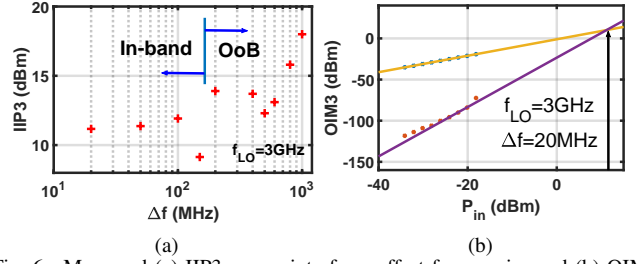 20
15
10
IIP3 (dBm)
In-band
OoB
f_LO=3GHz
10^1
10^2
10^3
Δf (MHz)
(a)
0
-50
-100
-150
OIM3 (dBm)
f_LO=3GHz
Δf=20MHz
-40
-20
0
P_in (dBm)
(b)